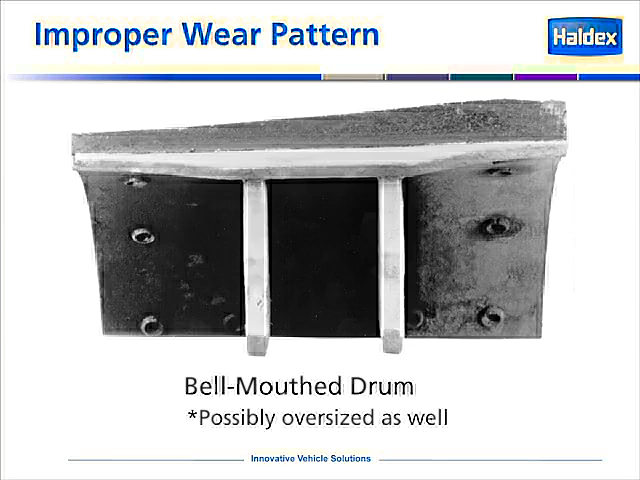 Improper Wear Pattern
Haldex
Bell-Mouthed Drum
*Possibly oversized as well
Innovative Vehicle Solutions